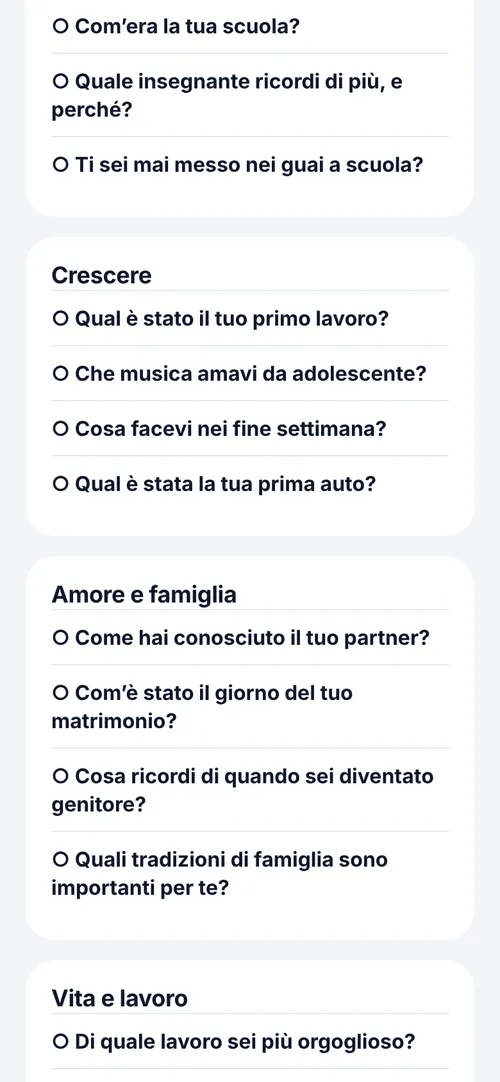 O Com’era la tua scuola?
O Quale insegnante ricordi di più, e
perché?
O Ti sei mai messo nei guai a scuola?
Crescere
O Qual è stato il tuo primo lavoro?
O Che musica amavi da adolescente?
O Cosa facevi nei fine settimana?
O Qual è stata la tua prima auto?
Amore e famiglia
O Come hai conosciuto il tuo partner?
O Com’è stato il giorno del tuo
matrimonio?
O Cosa ricordi di quando sei diventato
genitore?
O Quali tradizioni di famiglia sono
importanti per te?
Vita e lavoro
O Di quale lavoro sei più orgoglioso?